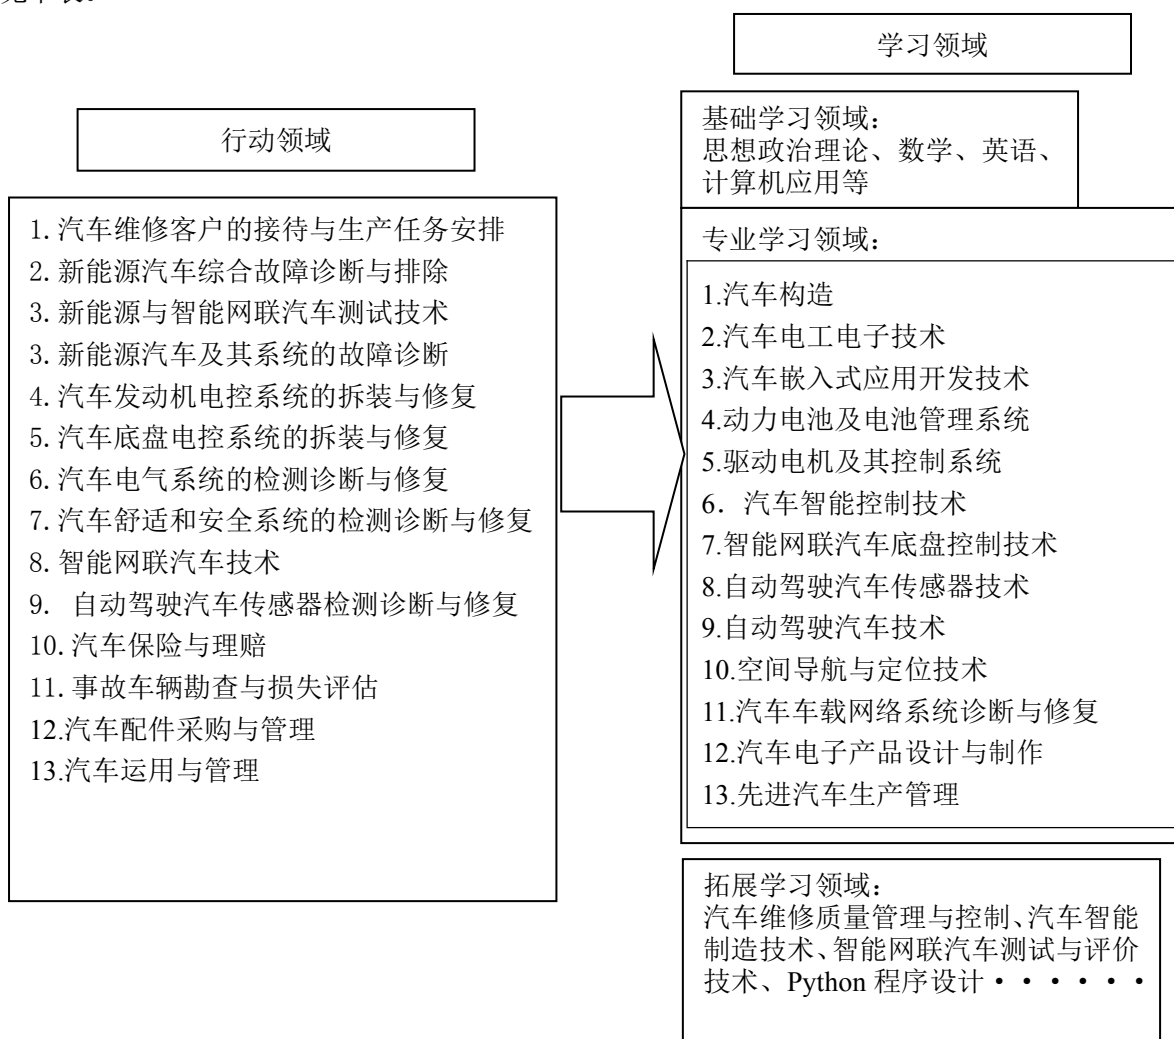 学习领域
行动领域
1.汽车维修客户的接待与生产任务安排
2.新能源汽车综合故障诊断与排除
3.新能源与智能网联汽车测试技术
3.新能源汽车及其系统的故障诊断
4.汽车发动机电控系统的拆装与修复
5.汽车底盘电控系统的拆装与修复
6.汽车电气系统的检测诊断与修复
7.汽车舒适和安全系统的检测诊断与修复
8.智能网联汽车技术
9. 自动驾驶汽车传感器检测诊断与修复
10.汽车保险与理赔
11.事故车辆勘查与损失评估
12.汽车配件采购与管理
13.汽车运用与管理
基础学习领域：
思想政治理论、数学、英语、
计算机应用等
专业学习领域：
1.汽车构造
2.汽车电工电子技术
3.汽车嵌入式应用开发技术
4.动力电池及电池管理系统
5.驱动电机及其控制系统
6．汽车智能控制技术
7.智能网联汽车底盘控制技术
8.自动驾驶汽车传感器技术
9.自动驾驶汽车技术
10.空间导航与定位技术
11.汽车车载网络系统诊断与修复
12.汽车电子产品设计与制作
13.先进汽车生产管理
拓展学习领域：
汽车维修质量管理与控制、汽车智能
制造技术、智能网联汽车测试与评价
技术、Python 程序设计······